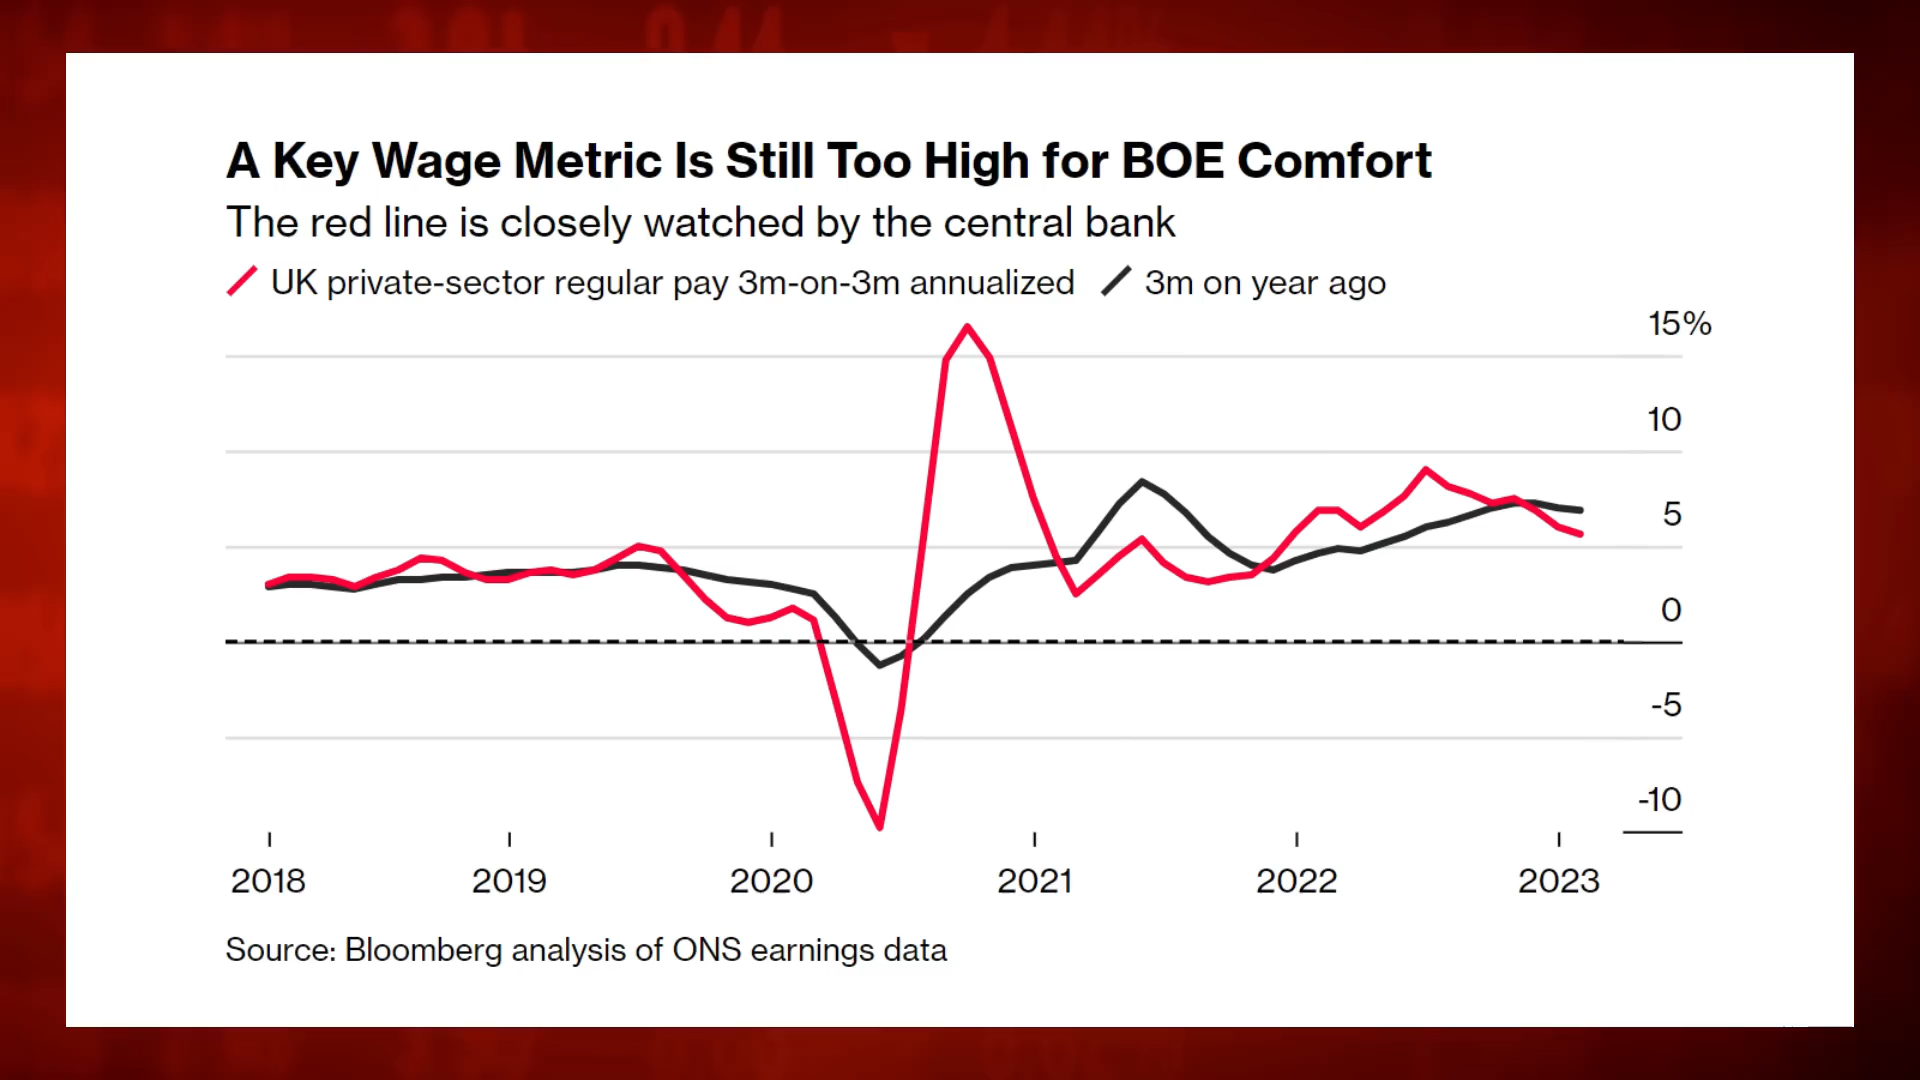 A Key Wage Metric Is Still Too High for BOE Comfort
The red line is closely watched by the central bank
UK private-sector regular pay 3m-on-3m annualized 3m on year ago
15%
10
5
0
-5
-10
2018 2019 2020 2021 2022 2023
Source: Bloomberg analysis of ONS earnings data